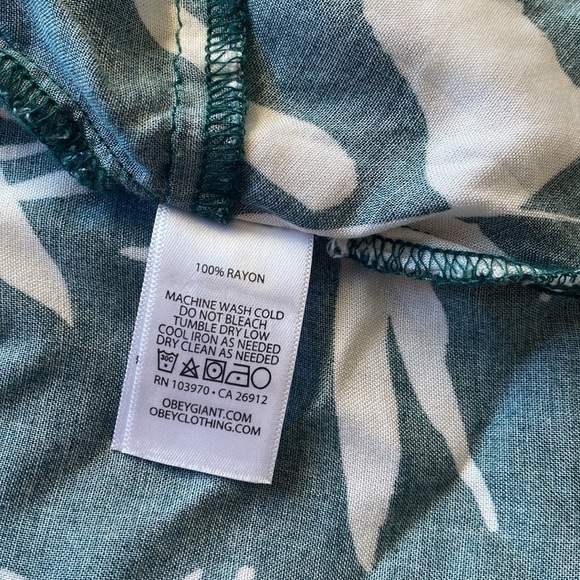 100% RAYON
MACHINE WASH COLD
DO NOT BLEACH
TUMBLE DRY LOW
COOL IRON AS NEEDED
DRY CLEAN AS NEEDED
30C
RN 103970 • CA 26912
OBEYGIANT.COM
OBEYCLOTHING.COM